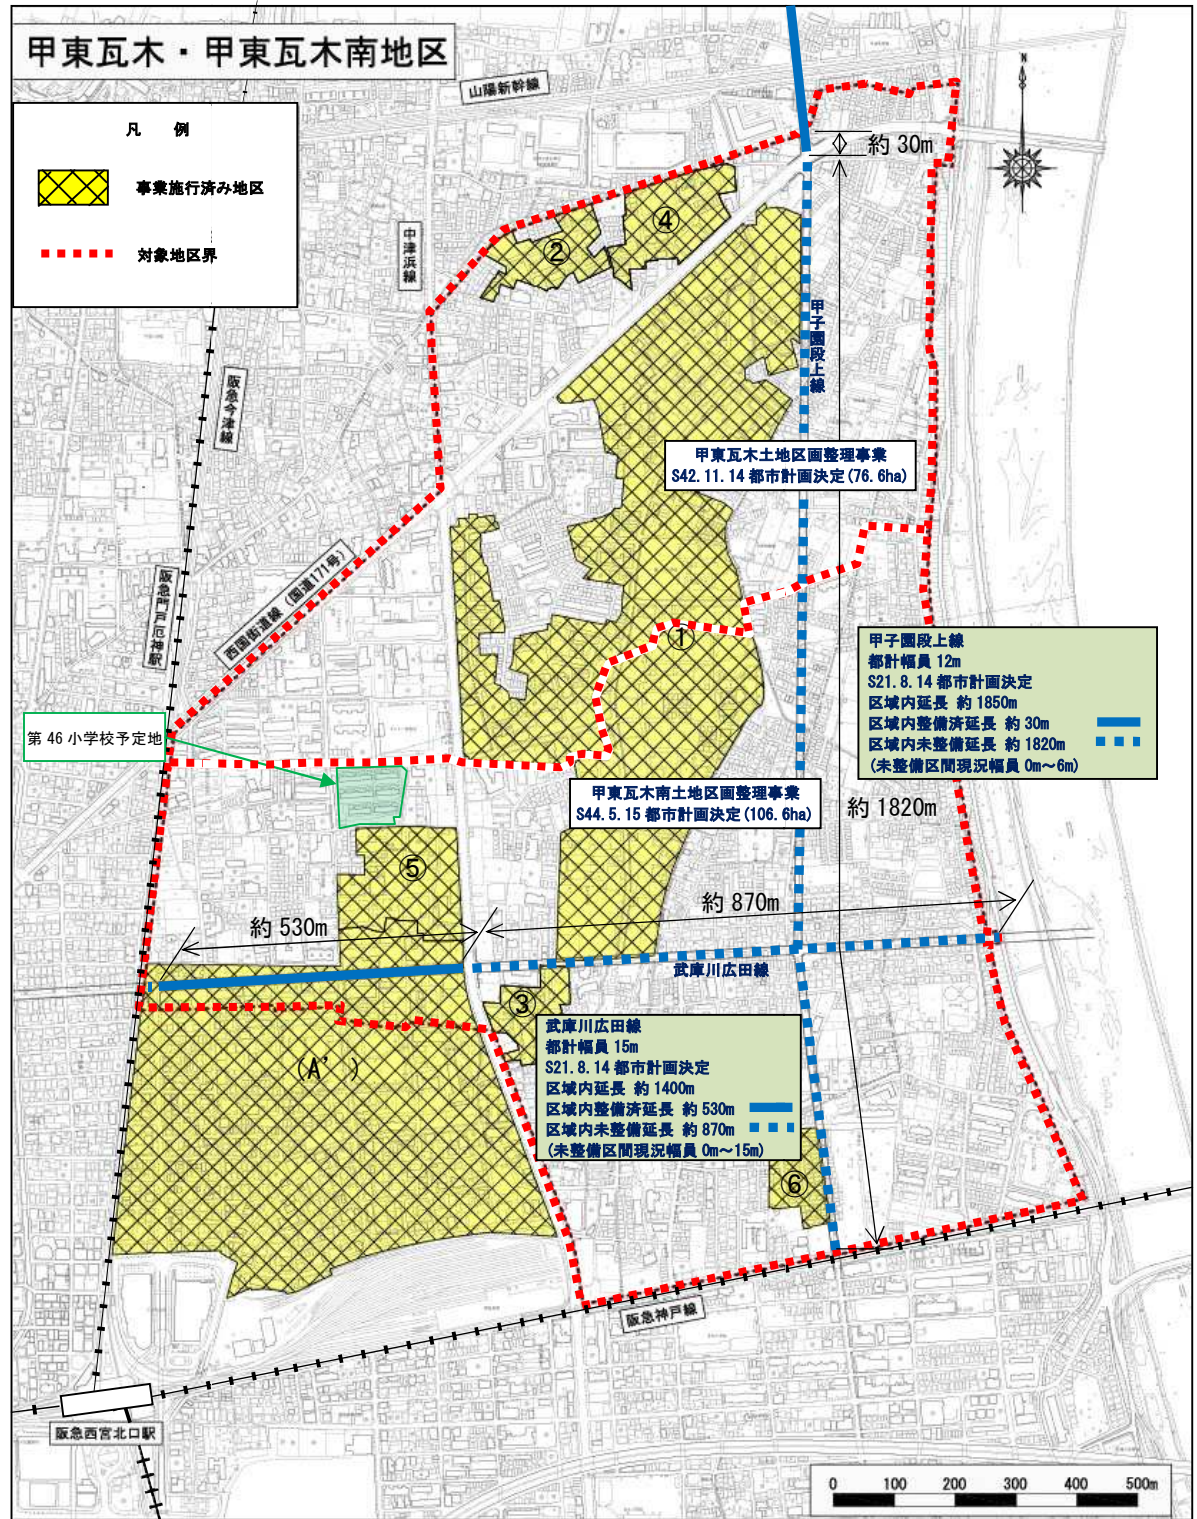 甲東瓦木・甲東瓦木南地区
山陽新幹線
凡 例
事業施行済み地区
対象地区界
中津浜線
約 30m
④
②
甲子園段上線
阪急今津線
甲東瓦木土地区画整理事業
S42.11.14 都市計画決定(76.6ha)
西国街道線（国道171号）
阪急門戸厄神駅
①
甲子園段上線
都計幅員 12m
S21.8.14 都市計画決定
区域内延長 約 1850m
区域内整備済延長 約 30m
区域内未整備延長 約 1820m
(未整備区間現況幅員 0m～6m)
第 46 小学校予定地
甲東瓦木南土地区画整理事業
S44.5.15 都市計画決定(106.6ha)
約 1820m
⑤
約 530m
約 870m
武庫川広田線
③
(A')
武庫川広田線
都計幅員 15m
S21.8.14 都市計画決定
区域内延長 約 1400m
区域内整備済延長 約 530m
区域内未整備延長 約 870m
(未整備区間現況幅員 0m～15m)
⑥
阪急神戸線
阪急西宮北口駅
0 100 200 300 400 500m
N